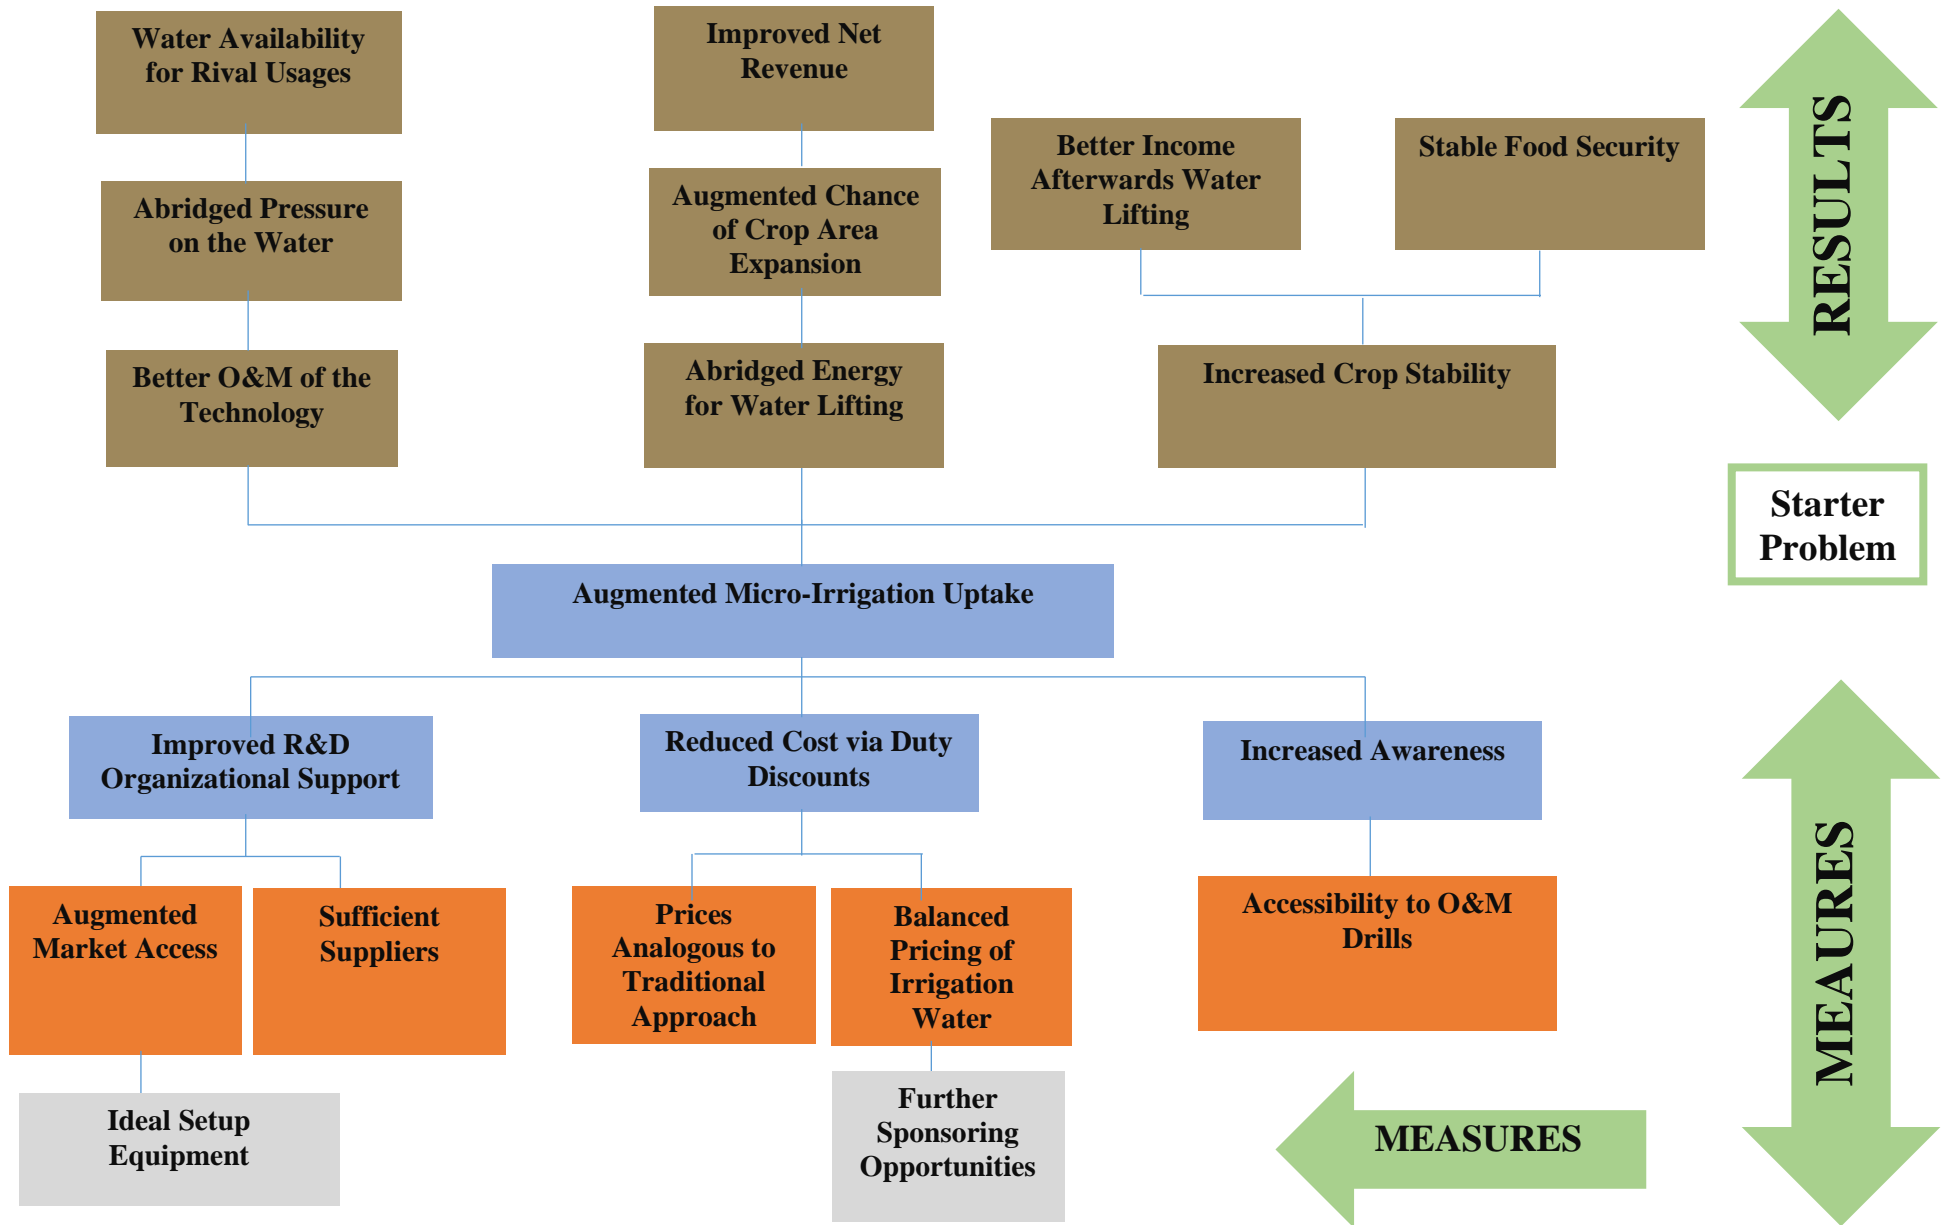 Water Availability
for Rival Usages
Improved Net
Revenue
Better Income
Afterwards Water
Lifting
Stable Food Security
RESULTS
Abridged Pressure
on the Water
Augmented Chance
of Crop Area
Expansion
Better O&M of the
Technology
Abridged Energy
for Water Lifting
Increased Crop Stability
Starter
Problem
Augmented Micro-Irrigation Uptake
Improved R&D
Organizational Support
Reduced Cost via Duty
Discounts
Increased Awareness
MEAURES
Augmented
Market Access
Sufficient
Suppliers
Prices
Analogous to
Traditional
Approach
Balanced
Pricing of
Irrigation
Water
Accessibility to O&M
Drills
Ideal Setup
Equipment
Further
Sponsoring
Opportunities
MEASURES